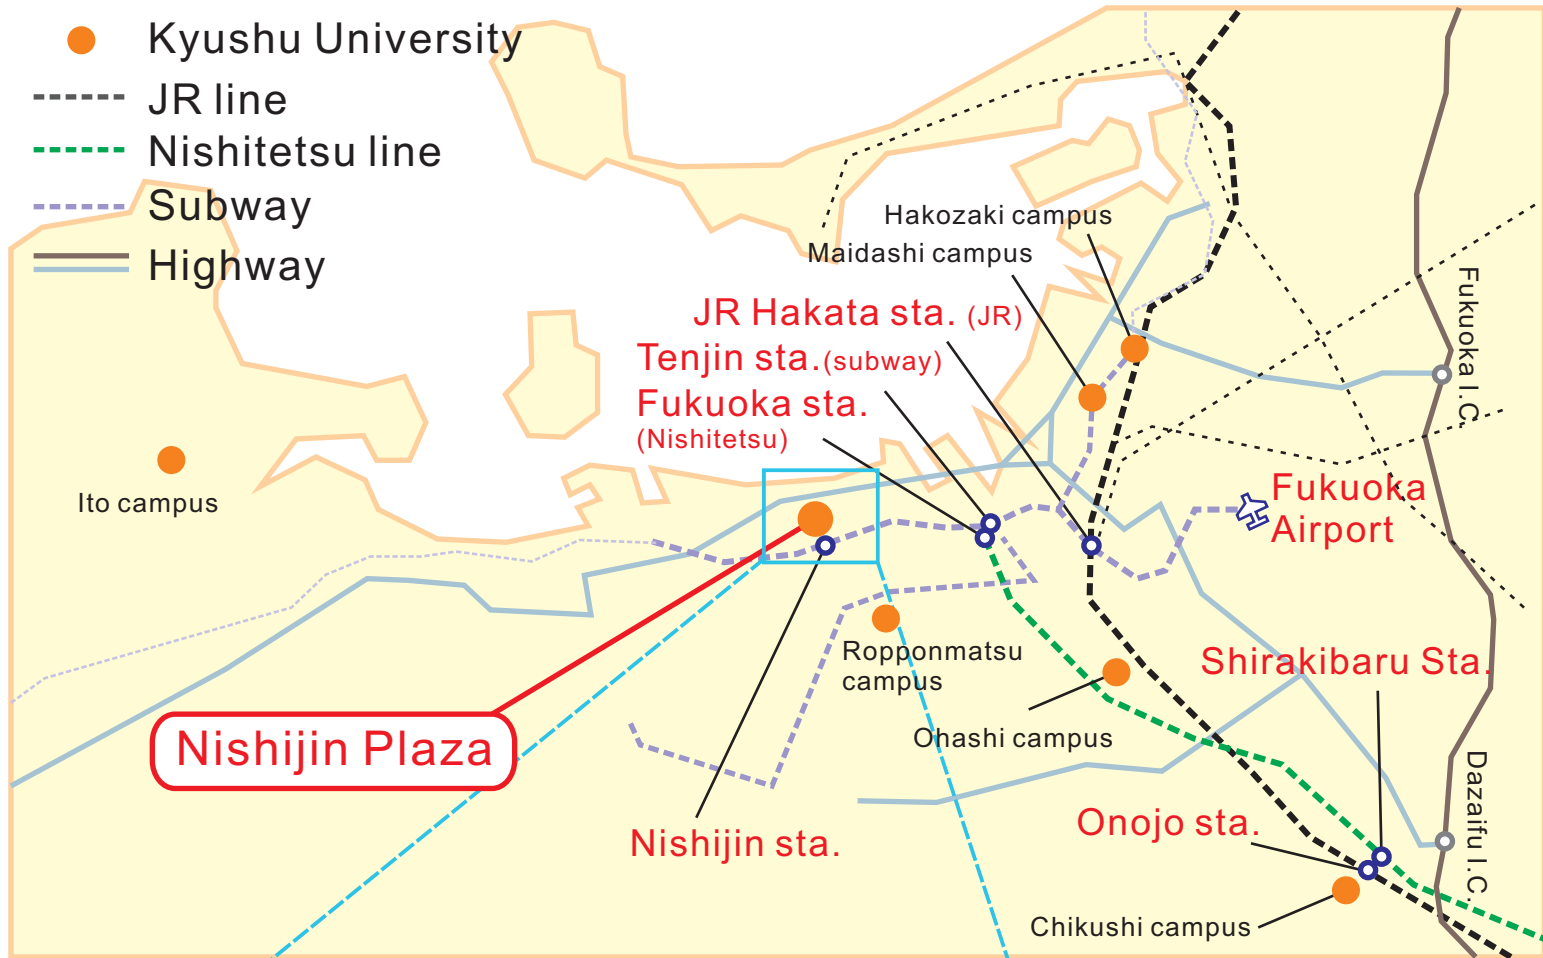 Kyushu University
JR line
Nishitetsu line
Subway
Highway
Hakozaki campus
Maidashi campus
JR Hakata sta. (JR)
Tenjin sta.(subway)
Fukuoka sta.
(Nishitetsu)
Fukuoka I.C.
Ito campus
Fukuoka
Airport
Ropponmatsu
campus
Shirakibaru Sta.
Ohashi campus
Nishijin Plaza
Nishijin sta.
Onojo sta.
Dazaifu I.C.
Chikushi campus